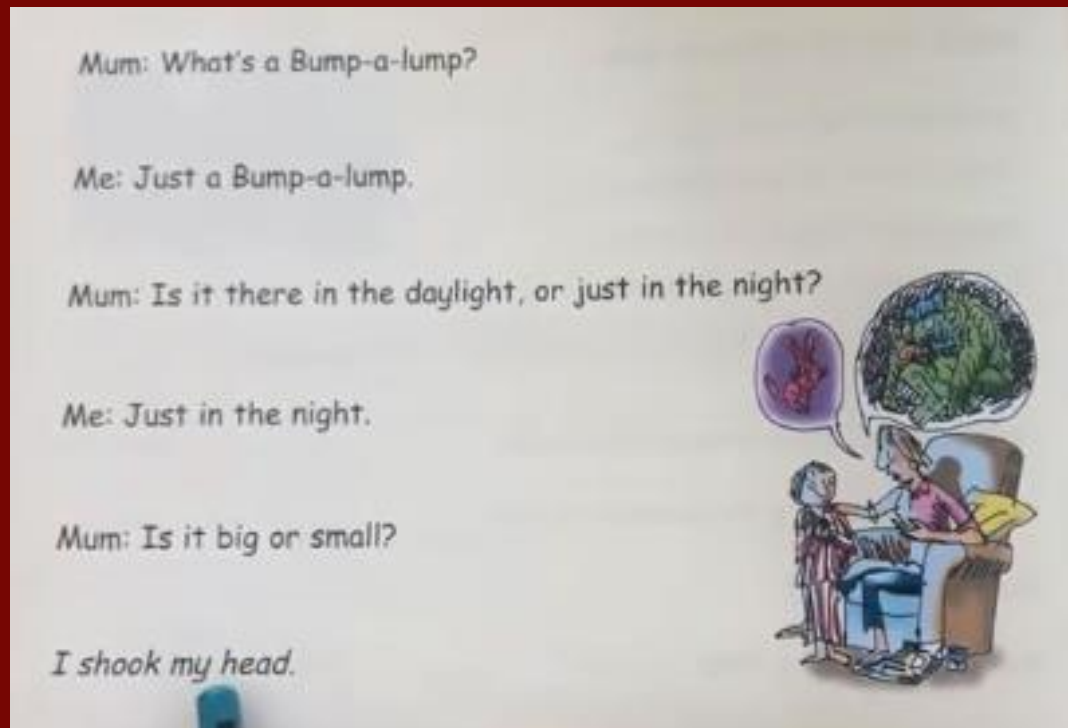 Mum: What's a Bump-a-lump?
Me: Just a Bump-a-lump.
Mum: Is it there in the daylight, or just in the night?
Me: Just in the night.
Mum: Is it big or small?
I shook my head.